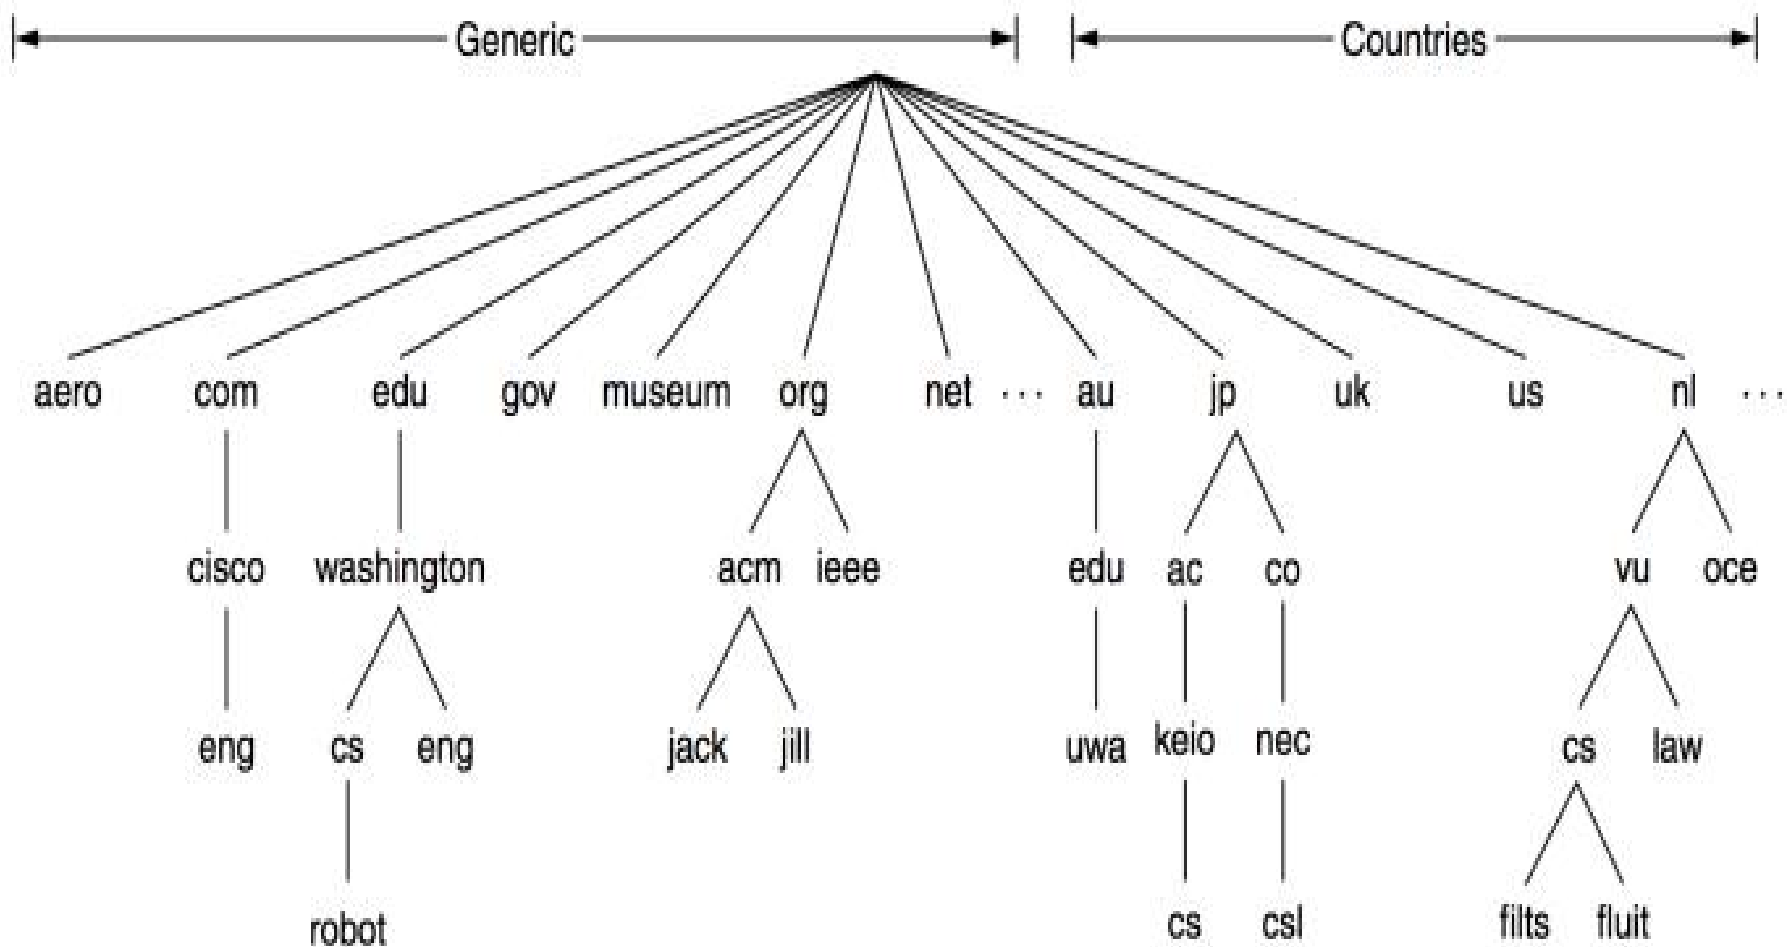 Generic Countries
aero com edu gov museum org net ... au jp uk us nl ...
cisco washington acm ieee edu ac co vu oce
eng cs eng jack jill uwa keio nec cs law
robot cs csl filts fluit